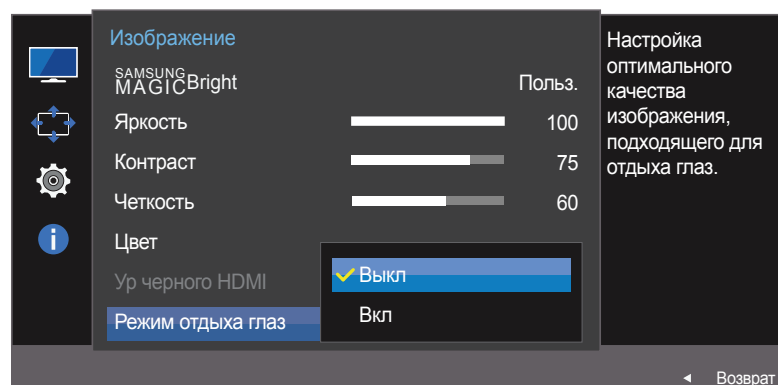 Изображение
SAMSUNG
MAGICBright Польз.
Яркость 100
Контраст 75
Четкость 60
Цвет
Ур черного HDMI
Режим отдыха глаз
Выкл
Вкл
Настройка
оптимального
качества
изображения,
подходящего для
отдыха глаз.
Возврат